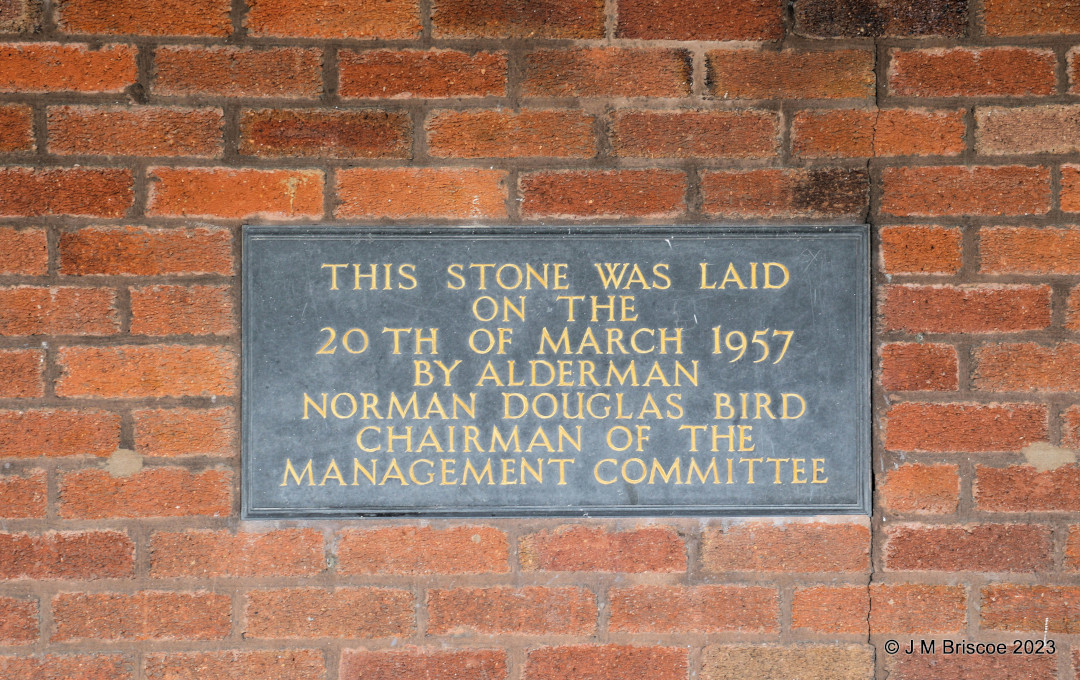 THIS STONE WAS LAID
ON THE
20TH OF MARCH 1957
BY ALDERMAN
NORMAN DOUGLAS BIRD
CHAIRMAN OF THE
MANAGEMENT COMMITTEE
© J M Briscoe 2023